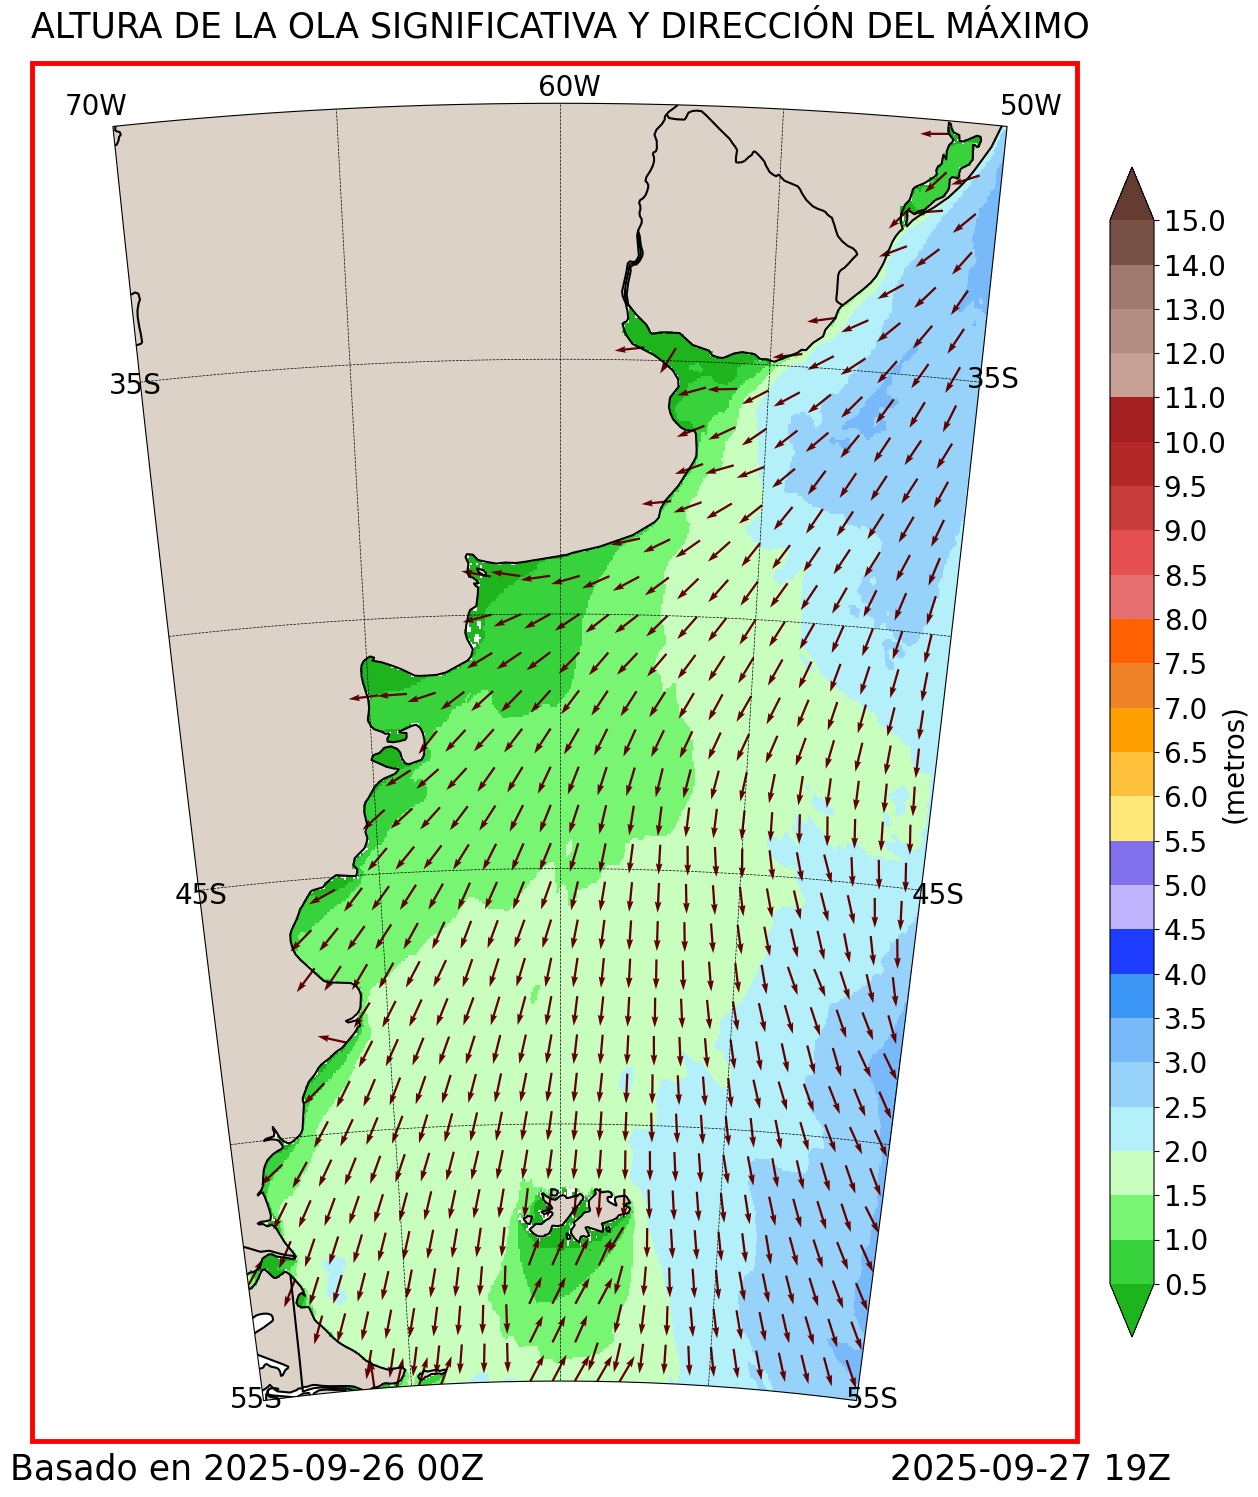 ALTURA DE LA OLA SIGNIFICATIVA Y DIRECCIÓN DEL MÁXIMO
70W
60W
50W
35S
35S
45S
45S
55S
55S
15.0
14.0
13.0
12.0
11.0
10.0
9.5
9.0
8.5
8.0
7.5
7.0
6.5
6.0
5.5
5.0
4.5
4.0
3.5
3.0
2.5
2.0
1.5
1.0
0.5
(metros)
Basado en 2025-09-26 00Z
2025-09-27 19Z